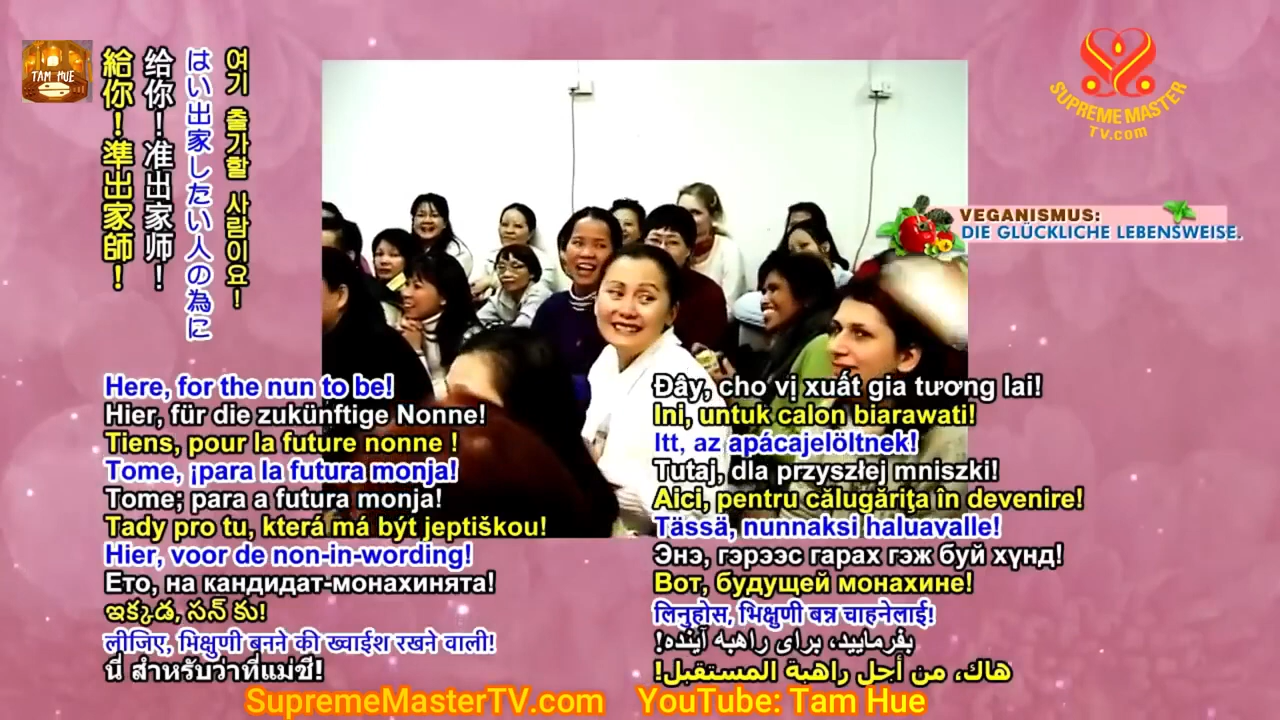 TAM HUE
給你！準出家師！
给你！准出家师！
はい出家したい人の為に
여기 출가할 사람이요!
SUPREME MASTER
TV.com
VEGANISMUS:
DIE GLÜCKLICHE LEBENSWEISE.
Here, for the nun to be!
Hier, für die zukünftige Nonne!
Tiens, pour la future nonne !
Tome, ¡para la futura monja!
Tome; para a futura monja!
Tady pro tu, která má být jeptiškou!
Hier, voor de non-in-wording!
Ето, на кандидат-монахинята!
ఇక్కడ, సన్ కు!
लीजिए, भिक्षुणी बनने की ख्वाईश रखने वाली!
นี่ สำหรับว่าที่แม่ชี!
Đây, cho vị xuất gia tương lai!
Ini, untuk calon biarawati!
Itt, az apácajelöltnek!
Tutaj, dla przyszłej mniszki!
Aici, pentru călugăriţa în devenire!
Tässä, nunnaksi haluavalle!
Энэ, гэрээс гарах гэж буй хүнд!
Вот, будущей монахине!
लिनुहोस, भिक्षुणी बन्न चाहनेलाई!
بفرمایید، برای راهبه آینده!
هاك، من أجل راهبة المستقبل!
SupremeMasterTV.com YouTube: Tam Hue